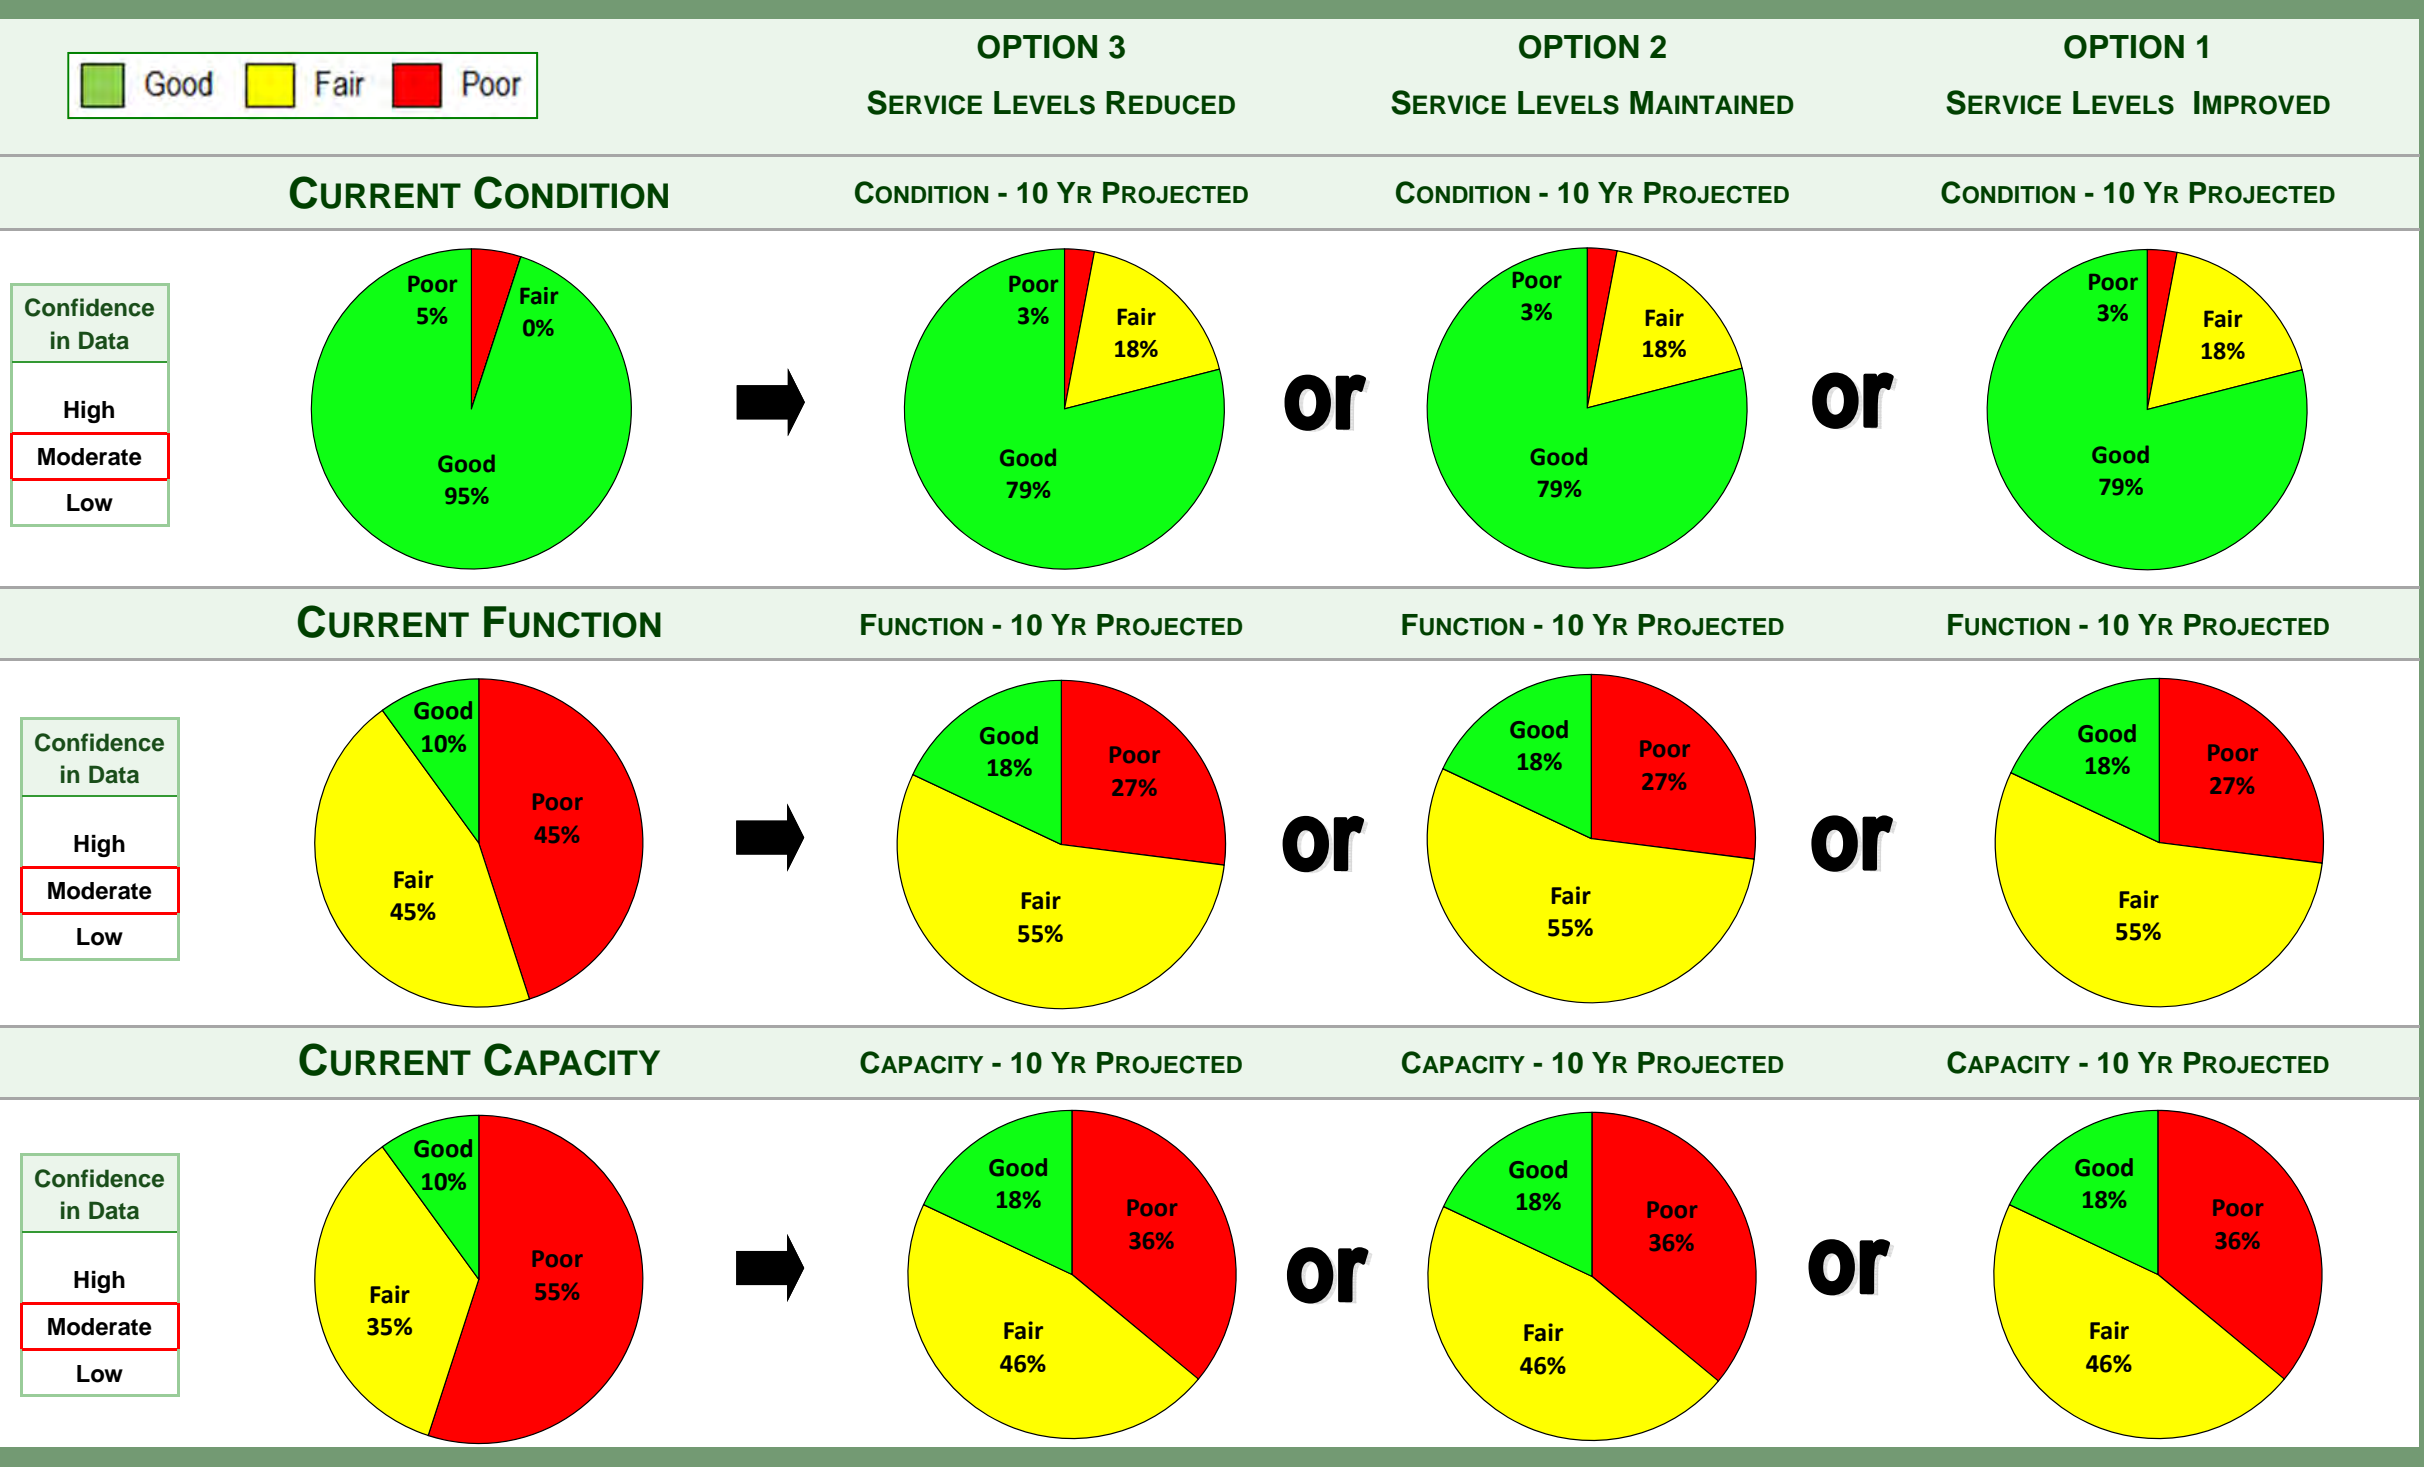 Good Fair Poor
OPTION 3
SERVICE LEVELS REDUCED
OPTION 2
SERVICE LEVELS MAINTAINED
OPTION 1
SERVICE LEVELS IMPROVED
CURRENT CONDITION
CONDITION - 10 YR PROJECTED
CONDITION - 10 YR PROJECTED
CONDITION - 10 YR PROJECTED
Confidence
in Data
High
Moderate
Low
Poor
5%
Fair
0%
Good
95%
Poor
3%
Fair
18%
Good
79%
or
Poor
3%
Fair
18%
Good
79%
or
Poor
3%
Fair
18%
Good
79%
CURRENT FUNCTION
FUNCTION - 10 YR PROJECTED
FUNCTION - 10 YR PROJECTED
FUNCTION - 10 YR PROJECTED
Confidence
in Data
High
Moderate
Low
Good
10%
Poor
45%
Fair
45%
Good
18%
Poor
27%
Fair
55%
or
Good
18%
Poor
27%
Fair
55%
or
Good
18%
Poor
27%
Fair
55%
CURRENT CAPACITY
CAPACITY - 10 YR PROJECTED
CAPACITY - 10 YR PROJECTED
CAPACITY - 10 YR PROJECTED
Confidence
in Data
High
Moderate
Low
Good
10%
Poor
55%
Fair
35%
Good
18%
Poor
36%
Fair
46%
or
Good
18%
Poor
36%
Fair
46%
or
Good
18%
Poor
36%
Fair
46%